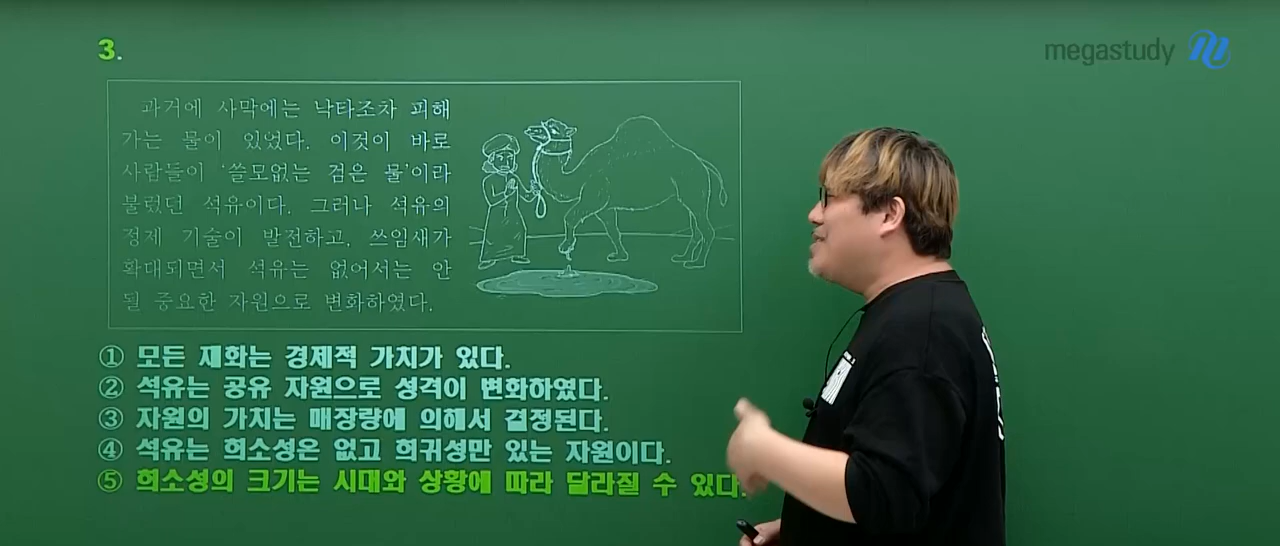 megastudy
3.
과거에 사막에는 낙타조차 피해
가는 물이 있었다. 이것이 바로
사람들이 '쓸모없는 검은 물'이라
불렀던 석유이다. 그러나 석유의
정제 기술이 발전하고, 쓰임새가
확대되면서 석유는 없어서는 안
될 중요한 자원으로 변화하였다.
① 모든 재화는 경제적 가치가 있다.
② 석유는 공유 자원으로 성격이 변화하였다.
③ 자원의 가치는 매장량에 의해서 결정된다.
④ 석유는 희소성은 없고 희귀성만 있는 자원이다.
⑤ 희소성의 크기는 시대와 상황에 따라 달라질 수 있다.